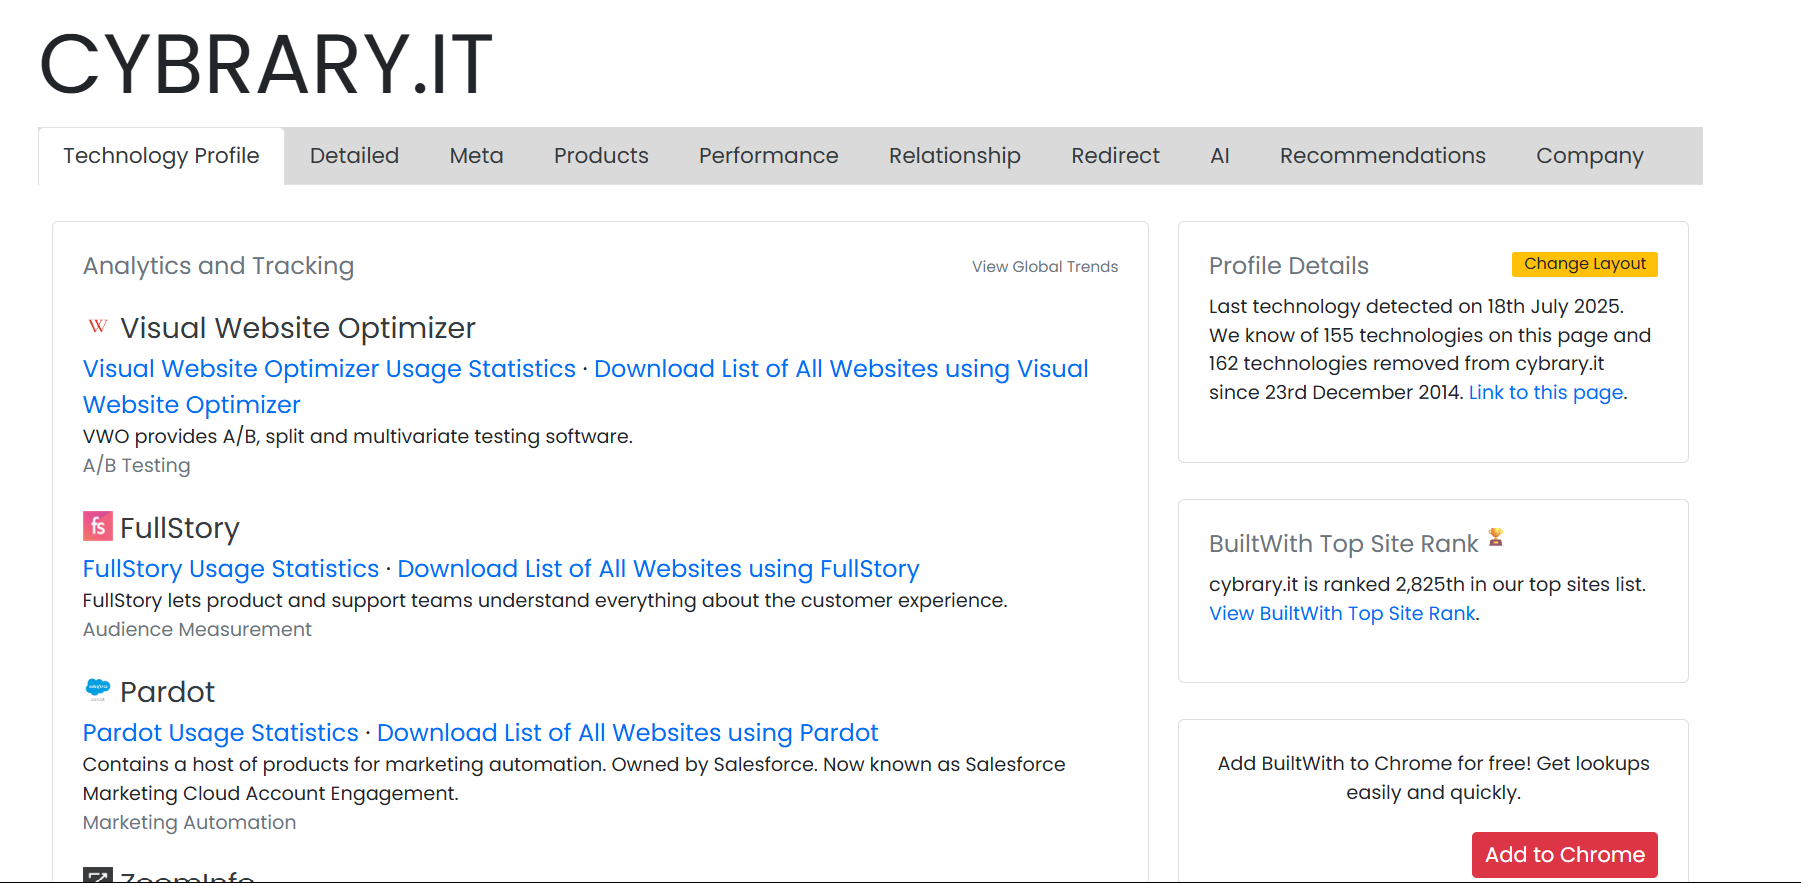 CYBRARY.IT
Technology Profile
Detailed
Meta
Products
Performance
Relationship
Redirect
AI
Recommendations
Company
Analytics and Tracking
View Global Trends
W Visual Website Optimizer
Visual Website Optimizer Usage Statistics · Download List of All Websites using Visual
Website Optimizer
VWO provides A/B, split and multivariate testing software.
A/B Testing
fs FullStory
FullStory Usage Statistics · Download List of All Websites using FullStory
FullStory lets product and support teams understand everything about the customer experience.
Audience Measurement
Pardot
Pardot Usage Statistics · Download List of All Websites using Pardot
Contains a host of products for marketing automation. Owned by Salesforce. Now known as Salesforce
Marketing Cloud Account Engagement.
Marketing Automation
ZoomInfo
Profile Details
Change Layout
Last technology detected on 18th July 2025.
We know of 155 technologies on this page and
162 technologies removed from cybrary.it
since 23rd December 2014. Link to this page.
BuiltWith Top Site Rank
cybrary.it is ranked 2,825th in our top sites list.
View BuiltWith Top Site Rank.
Add BuiltWith to Chrome for free! Get lookups
easily and quickly.
Add to Chrome